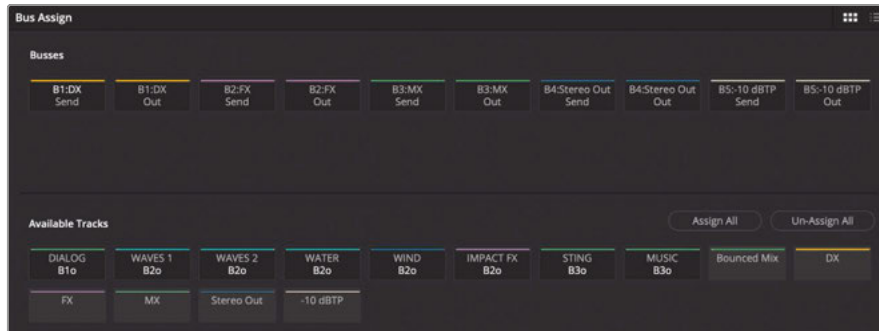 Bus Assign
Busses
B1:DX Send
B1:DX Out
B2:FX Send
B2:FX Out
B3:MX Send
B3:MX Out
B4:Stereo Out Send
B4:Stereo Out Out
B5:-10 dBTP Send
B5:-10 dBTP Out
Available Tracks
Assign All
Un-Assign All
DIALOG B1o
WAVES 1 B2o
WAVES 2 B2o
WATER B2o
WIND B2o
IMPACT FX B2o
STING B3o
MUSIC B3o
Bounced Mix
DX
FX
MX
Stereo Out
-10 dBTP